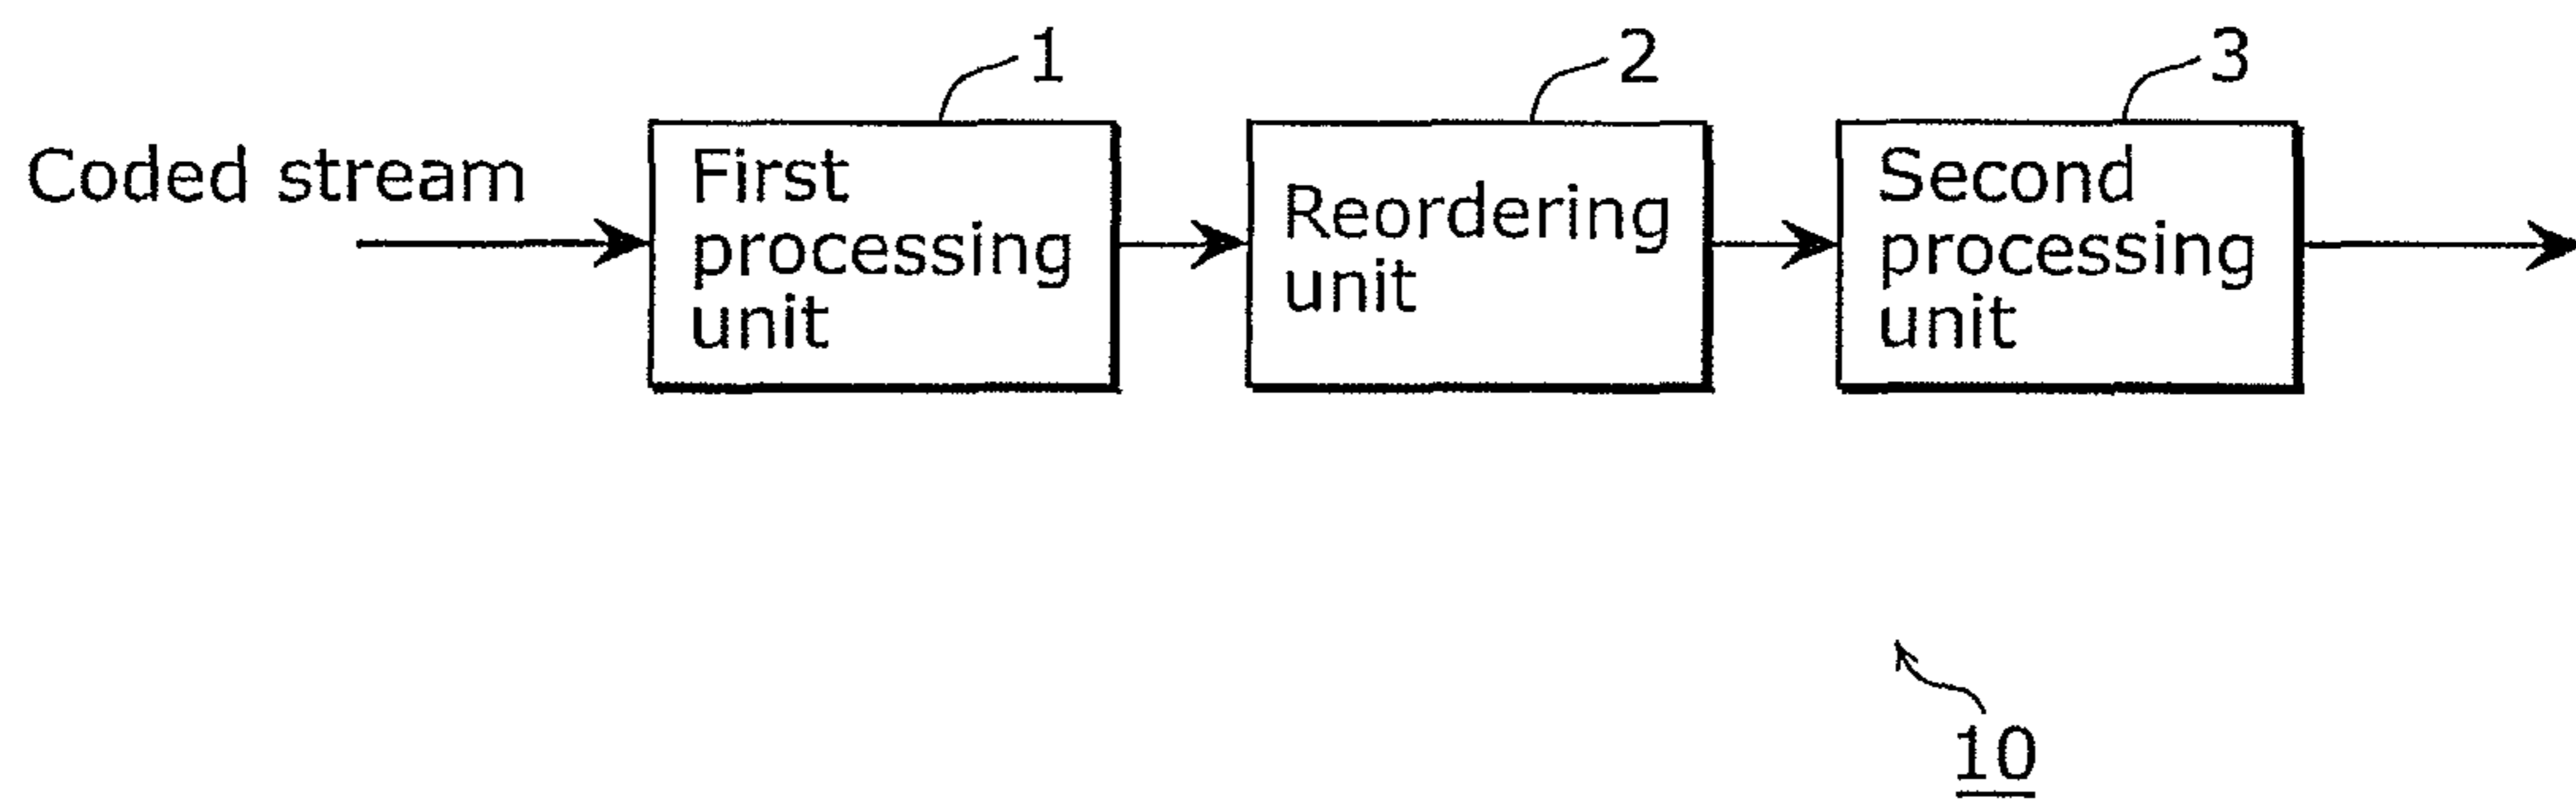 1
2
3
Coded stream
First
processing
unit
Reordering
unit
Second
processing
unit
10